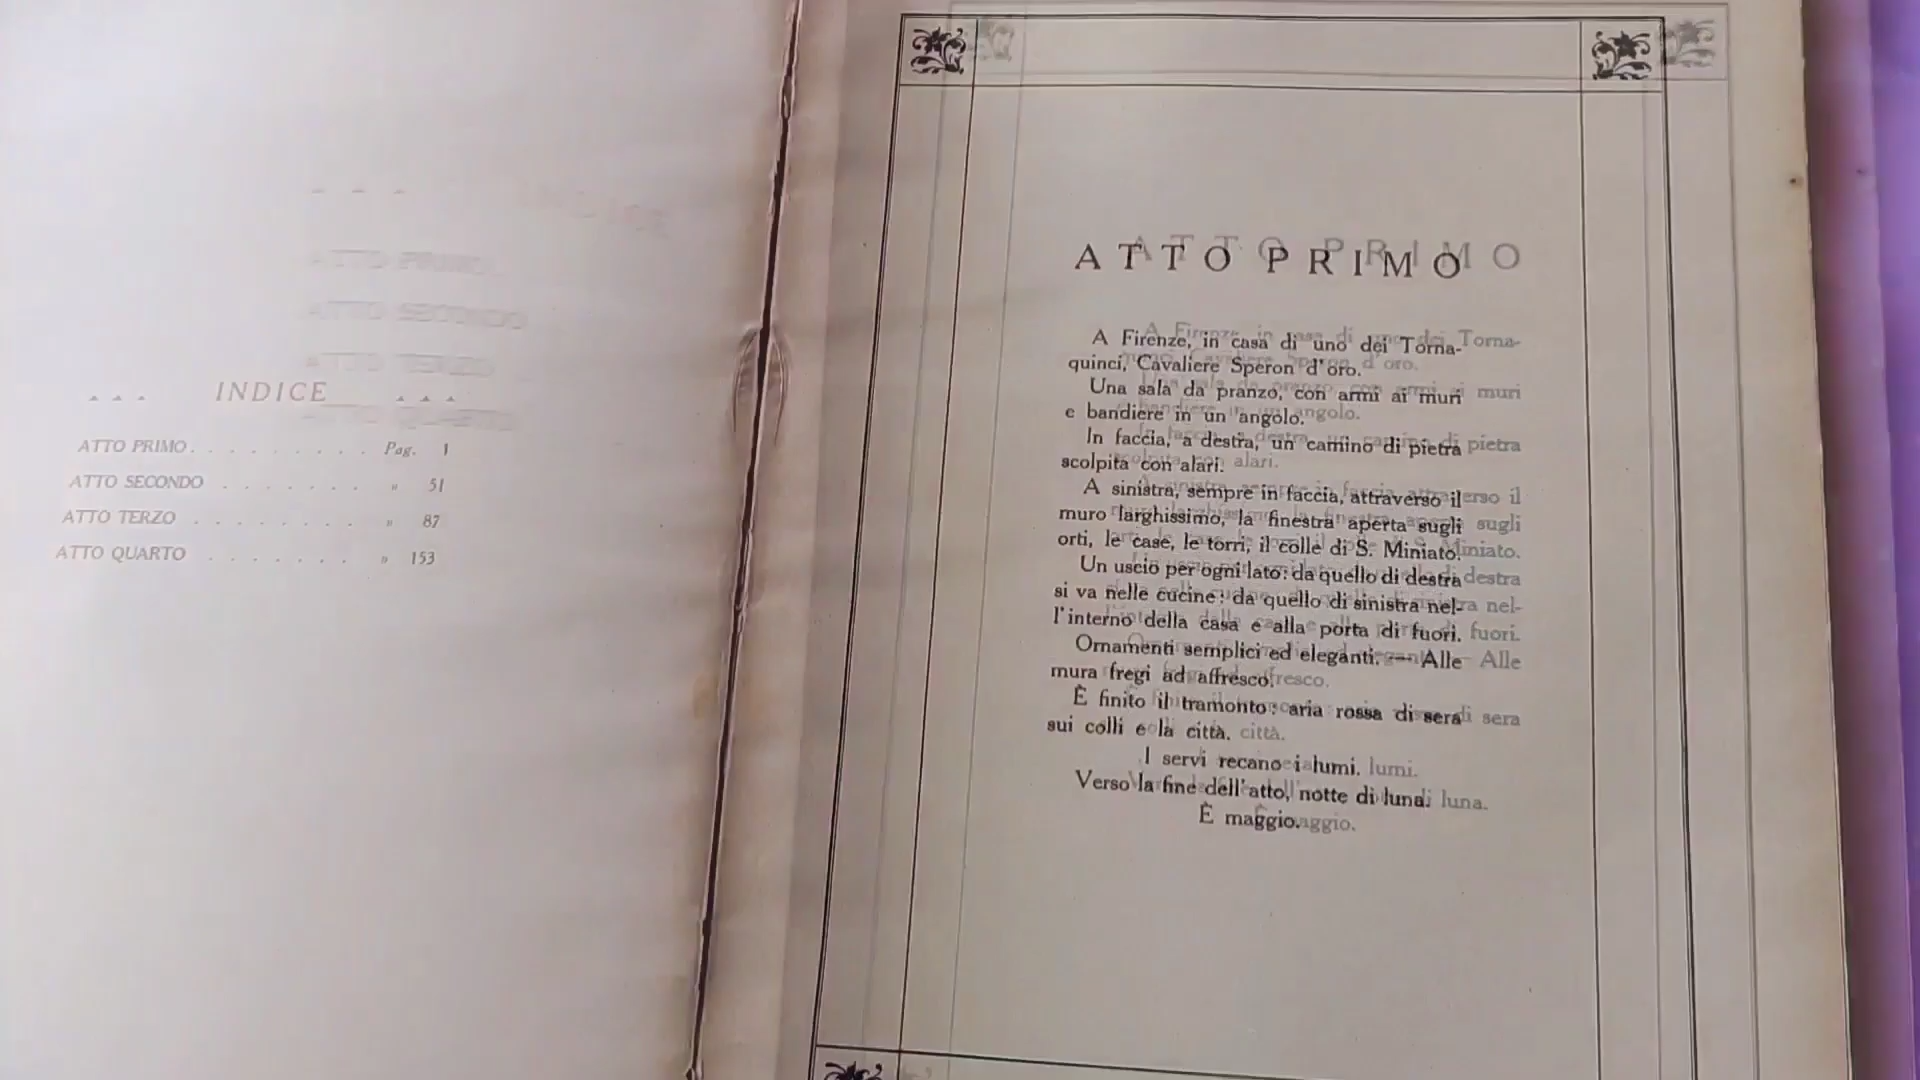 INDICE
ATTO PRIMO . . . . . . . . . Pag. 1
ATTO SECONDO . . . . . . . » 51
ATTO TERZO . . . . . . . . » 87
ATTO QUARTO . . . . . . . » 153
ATTO PRIMO
A Firenze, in casa di uno dei Torna-
quinci, Cavaliere Speron d'oro.
Una sala da pranzo, con armi ai muri
e bandiere in un angolo.
In faccia, a destra, un camino di pietra
scolpita con alari.
A sinistra, sempre in faccia, attraverso il
muro larghissimo, la finestra aperta sugli
orti, le case, le torri, il colle di S. Miniato.
Un uscio per ogni lato: da quello di destra
si va nelle cucine; da quello di sinistra nel-
l'interno della casa e alla porta di fuori.
Ornamenti semplici ed eleganti. — Alle
mura fregi ad affresco.
È finito il tramonto: aria rossa di sera
sui colli e la città.
I servi recano i lumi.
Verso la fine dell'atto, notte di luna.
È maggio.